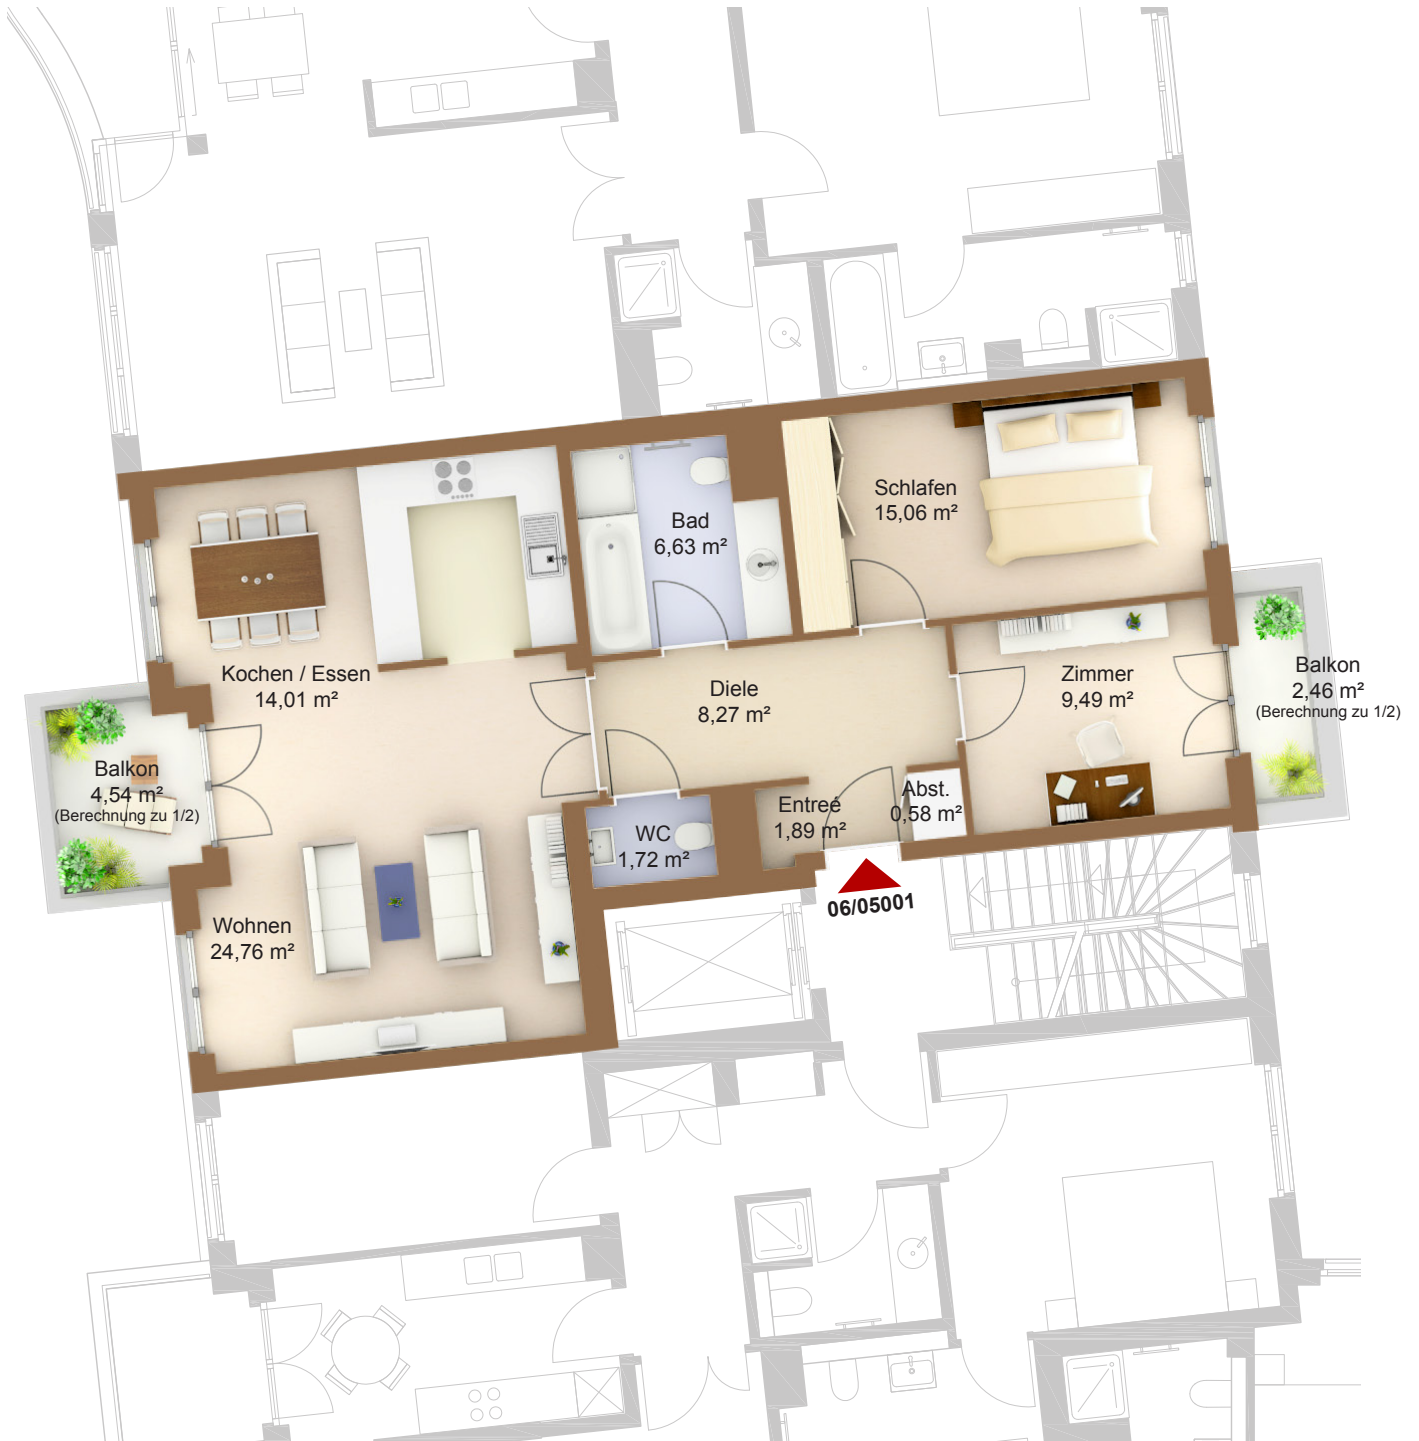 Schlafen
15,06 m²
Bad
6,63 m²
Kochen / Essen
14,01 m²
Diele
8,27 m²
Zimmer
9,49 m²
Balkon
2,46 m²
(Berechnung zu 1/2)
Balkon
4,54 m²
(Berechnung zu 1/2)
Entreé
1,89 m²
Abst.
0,58 m²
WC
1,72 m²
Wohnen
24,76 m²
06/05001